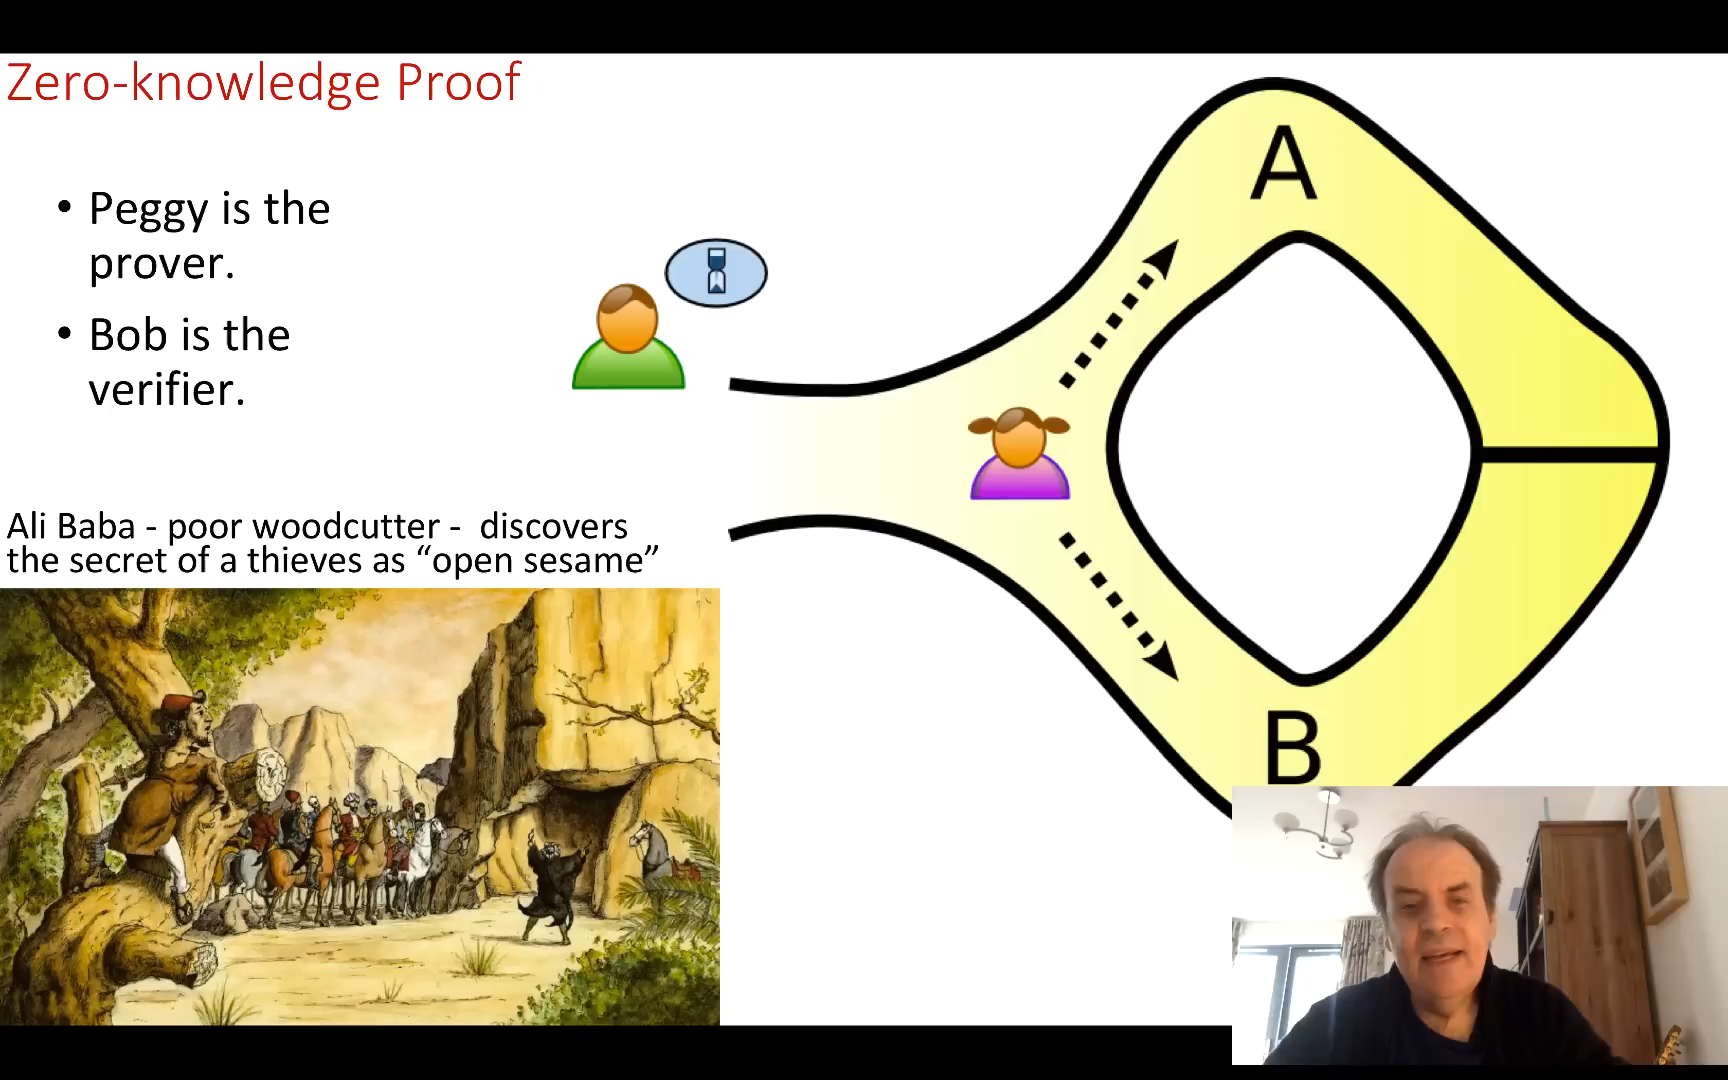 Zero-knowledge Proof
• Peggy is the
prover.
• Bob is the
verifier.
Ali Baba - poor woodcutter - discovers
the secret of a thieves as “open sesame”
A
B